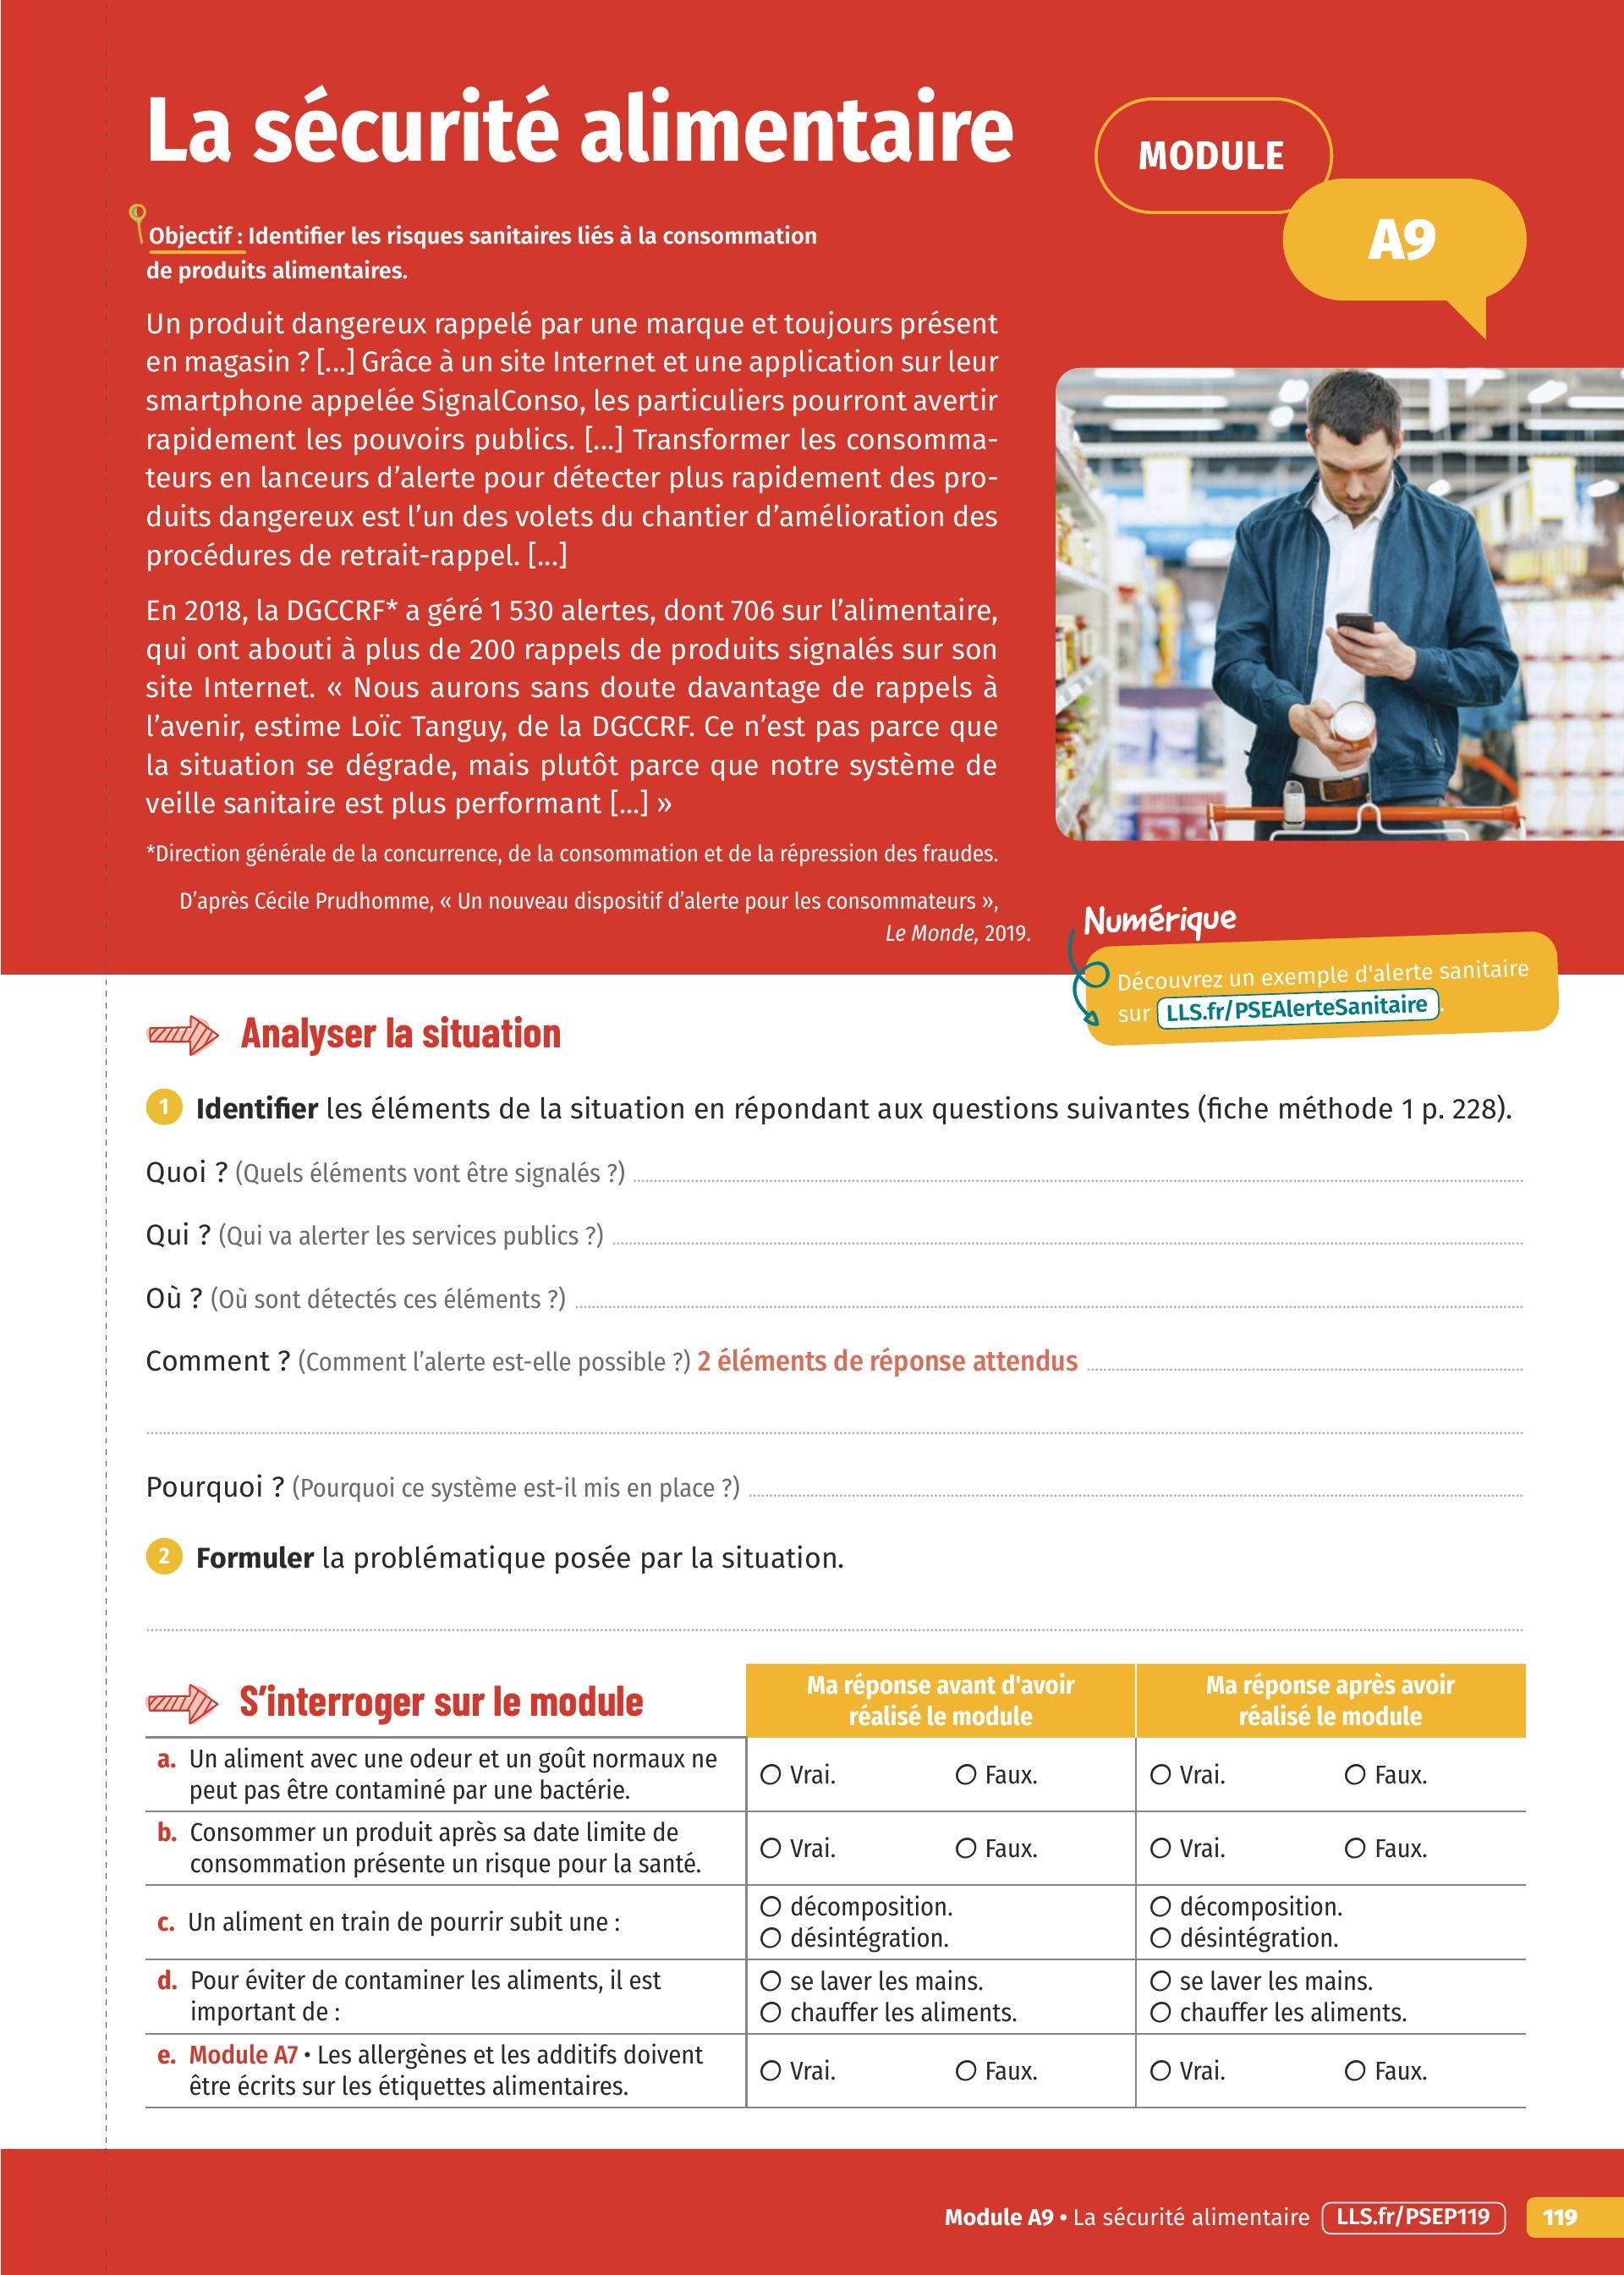 La sécurité alimentaire
MODULE
A9
Objectif : Identifier les risques sanitaires liés à la consommation
de produits alimentaires.
Un produit dangereux rappelé par une marque et toujours présent
en magasin ? [...] Grâce à un site Internet et une application sur leur
smartphone appelée SignalConso, les particuliers pourront avertir
rapidement les pouvoirs publics. [...] Transformer les consomma-
teurs en lanceurs d'alerte pour détecter plus rapidement des pro-
duits dangereux est l'un des volets du chantier d'amélioration des
procédures de retrait-rappel. [...]
En 2018, la DGCCRF* a géré 1 530 alertes, dont 706 sur l'alimentaire,
qui ont abouti à plus de 200 rappels de produits signalés sur son
site Internet. « Nous aurons sans doute davantage de rappels à
l'avenir, estime Loïc Tanguy, de la DGCCRF. Ce n'est pas parce que
la situation se dégrade, mais plutôt parce que notre système de
veille sanitaire est plus performant [...] »
*Direction générale de la concurrence, de la consommation et de la répression des fraudes.
D'après Cécile Prudhomme, « Un nouveau dispositif d'alerte pour les consommateurs »,
Le Monde, 2019.
Numérique
Découvrez un exemple d'alerte sanitaire
sur LLS.fr/PSEAlerteSanitaire.
Analyser la situation
1 Identifier les éléments de la situation en répondant aux questions suivantes (fiche méthode 1 p. 228).
Quoi ? (Quels éléments vont être signalés ?)
Qui ? (Qui va alerter les services publics ?)
Où ? (Où sont détectés ces éléments ?)
Comment ? (Comment l'alerte est-elle possible ?) 2 éléments de réponse attendus
Pourquoi ? (Pourquoi ce système est-il mis en place ?)
2 Formuler la problématique posée par la situation.
S'interroger sur le module
Ma réponse avant d'avoir
réalisé le module
Ma réponse après avoir
réalisé le module
a. Un aliment avec une odeur et un goût normaux ne
peut pas être contaminé par une bactérie.
Vrai. Faux. Vrai. Faux.
b. Consommer un produit après sa date limite de
consommation présente un risque pour la santé.
Vrai. Faux. Vrai. Faux.
c. Un aliment en train de pourrir subit une :
décomposition. décomposition.
désintégration. désintégration.
d. Pour éviter de contaminer les aliments, il est
important de :
se laver les mains. se laver les mains.
chauffer les aliments. chauffer les aliments.
e. Module A7 • Les allergènes et les additifs doivent
être écrits sur les étiquettes alimentaires.
Vrai. Faux. Vrai. Faux.
Module A9 • La sécurité alimentaire LLS.fr/PSEP119 119